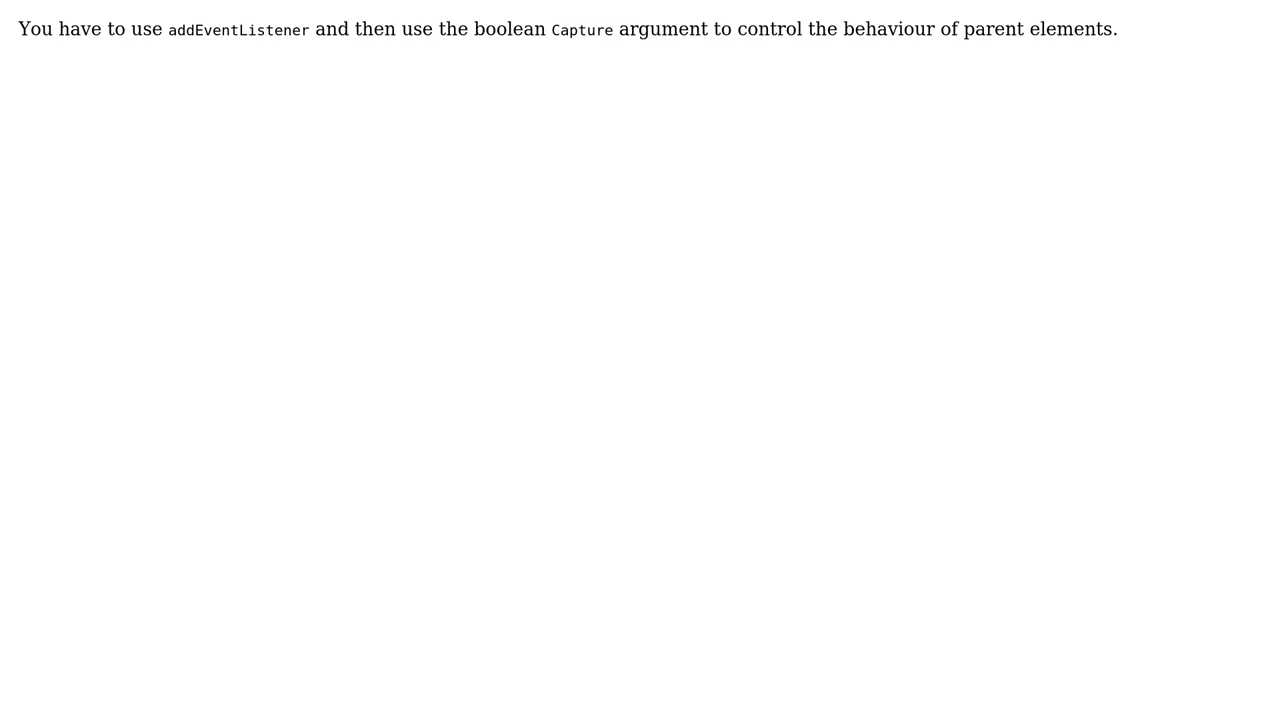 You have to use addEventListener and then use the boolean Capture argument to control the behaviour of parent elements.